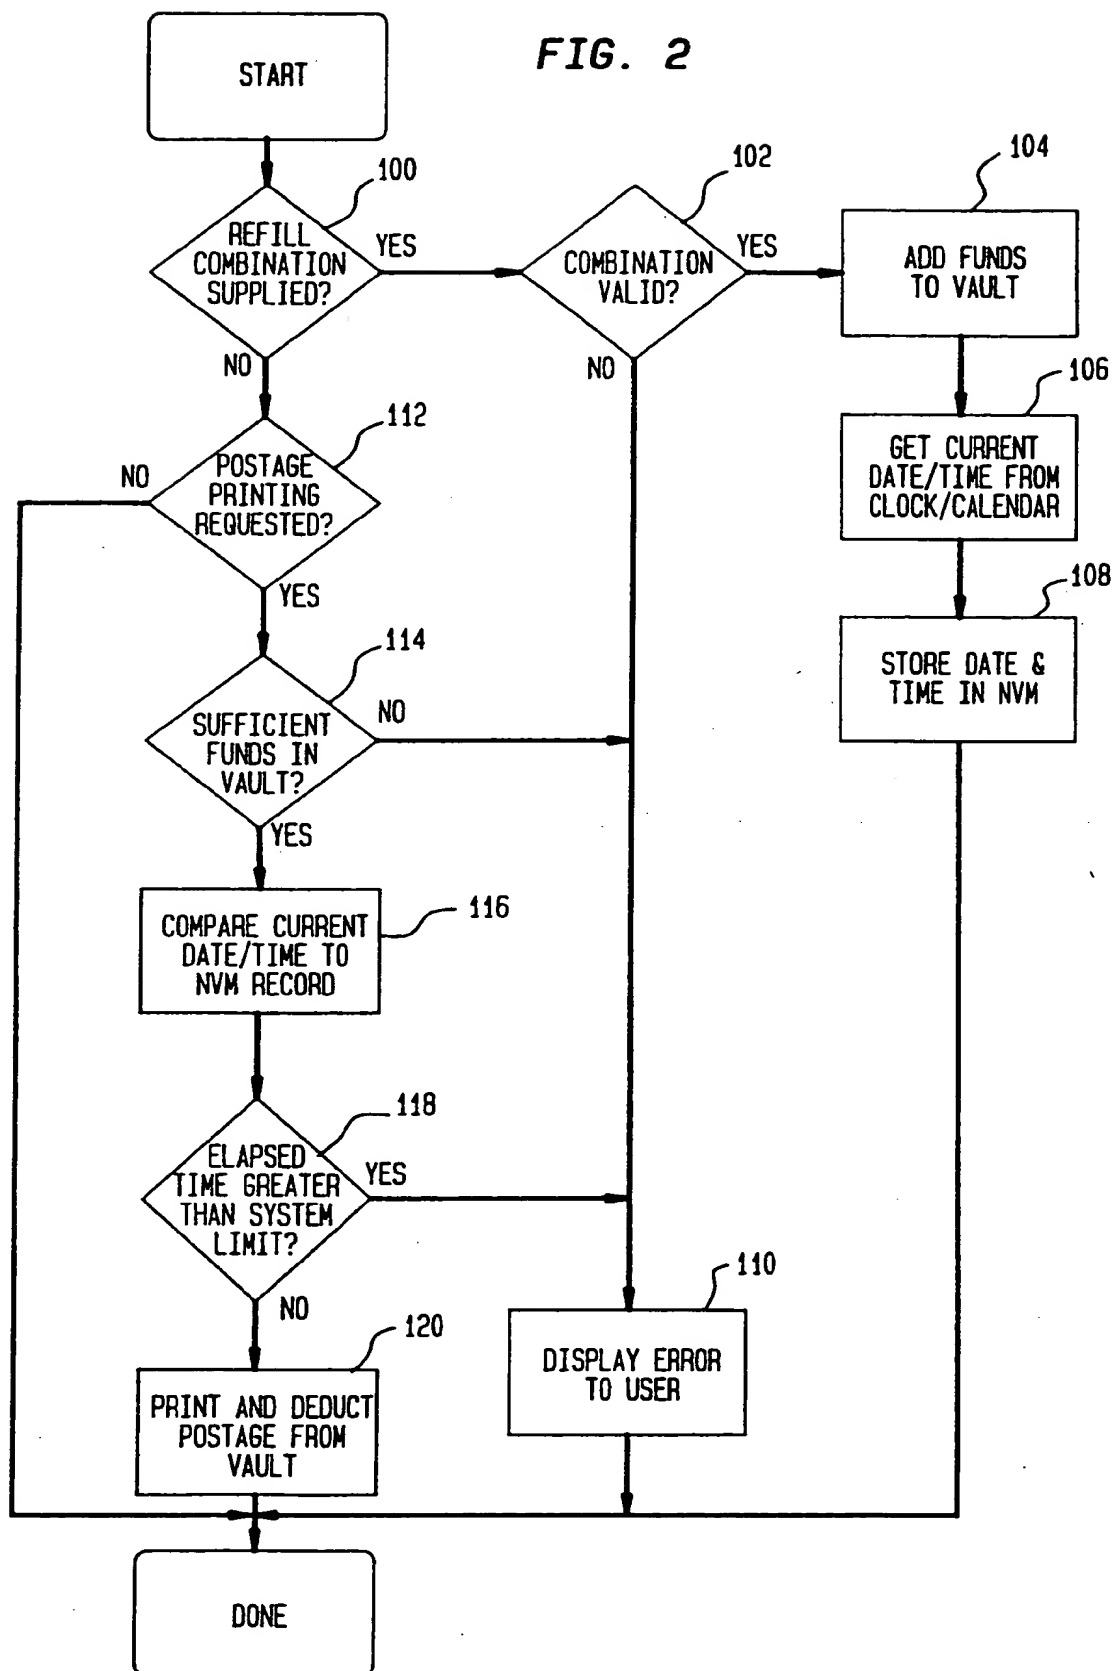 FIG. 2
START
100
REFILL
COMBINATION
SUPPLIED?
YES
NO
102
COMBINATION
VALID?
YES
NO
104
ADD FUNDS
TO VAULT
106
GET CURRENT
DATE/TIME FROM
CLOCK/CALENDAR
108
STORE DATE &
TIME IN NVM
112
POSTAGE
PRINTING
REQUESTED?
NO
YES
114
SUFFICIENT
FUNDS IN
VAULT?
NO
YES
116
COMPARE CURRENT
DATE/TIME TO
NVM RECORD
118
ELAPSED
TIME GREATER
THAN SYSTEM
LIMIT?
YES
NO
110
DISPLAY ERROR
TO USER
120
PRINT AND DEDUCT
POSTAGE FROM
VAULT
DONE